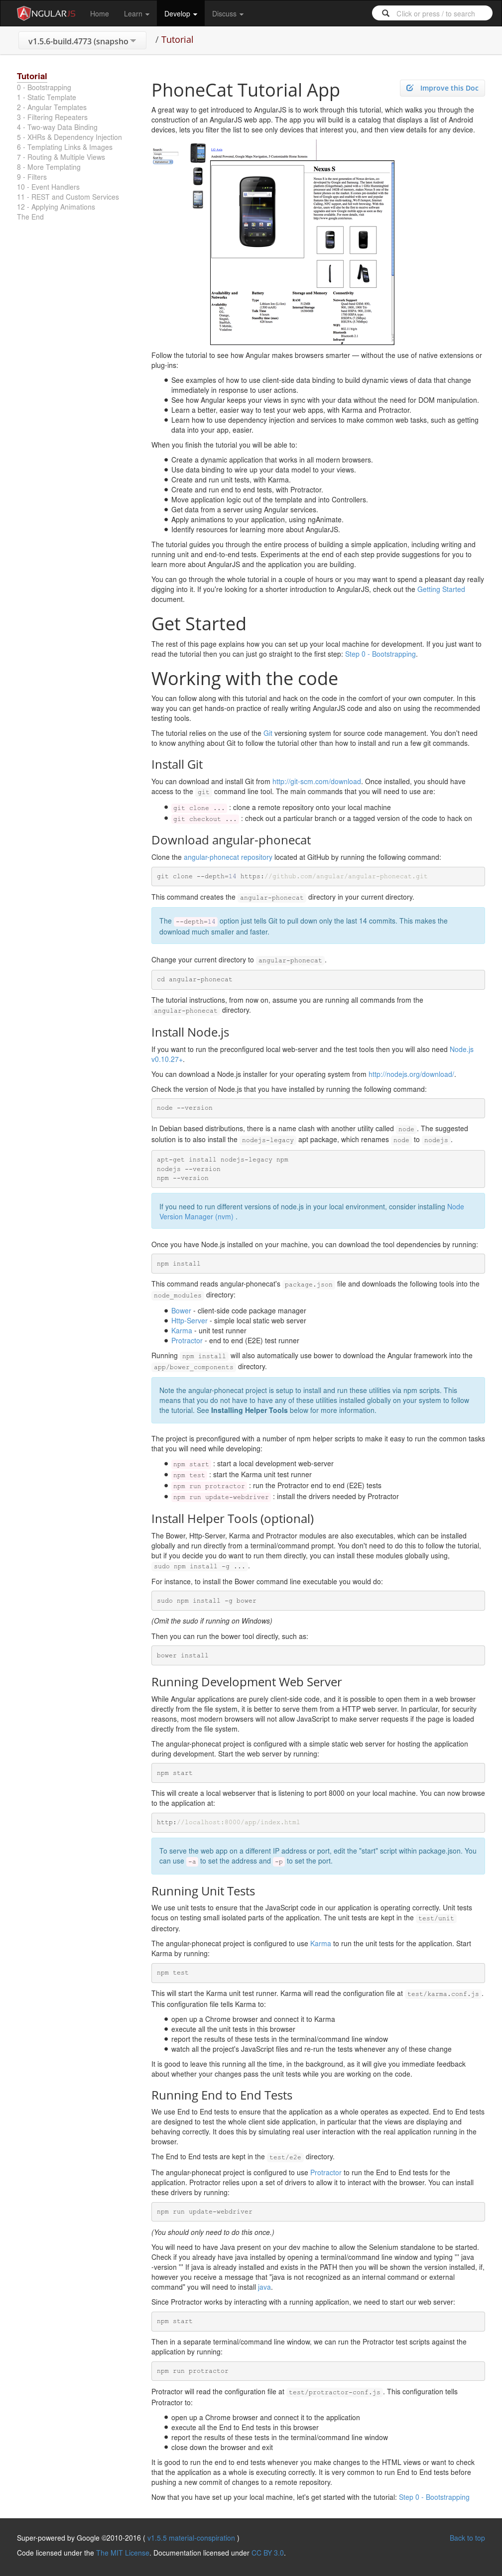 ANGULARJS Home Learn Develop Discuss Click or press / to search
v1.5.6-build.4773 (snapsho / Tutorial
Tutorial
0 - Bootstrapping
1 - Static Template
2 - Angular Templates
3 - Filtering Repeaters
4 - Two-way Data Binding
5 - XHRs & Dependency Injection
6 - Templating Links & Images
7 - Routing & Multiple Views
8 - More Templating
9 - Filters
10 - Event Handlers
11 - REST and Custom Services
12 - Applying Animations
The End
Improve this Doc
PhoneCat Tutorial App
A great way to get introduced to AngularJS is to work through this tutorial, which walks you through the
construction of an AngularJS web app. The app you will build is a catalog that displays a list of Android
devices, lets you filter the list to see only devices that interest you, and then view details for any device.
Nexus S
Availability and
Networks
Battery
Connectivity
Follow the tutorial to see how Angular makes browsers smarter — without the use of native extensions or
plug-ins:
See examples of how to use client-side data binding to build dynamic views of data that change
immediately in response to user actions.
See how Angular keeps your views in sync with your data without the need for DOM manipulation.
Learn a better, easier way to test your web apps, with Karma and Protractor.
Learn how to use dependency injection and services to make common web tasks, such as getting
data into your app, easier.
When you finish the tutorial you will be able to:
Create a dynamic application that works in all modern browsers.
Use data binding to wire up your data model to your views.
Create and run unit tests, with Karma.
Create and run end to end tests, with Protractor.
Move application logic out of the template and into Controllers.
Get data from a server using Angular services.
Apply animations to your application, using ngAnimate.
Identify resources for learning more about AngularJS.
The tutorial guides you through the entire process of building a simple application, including writing and
running unit and end-to-end tests. Experiments at the end of each step provide suggestions for you to
learn more about AngularJS and the application you are building.
You can go through the whole tutorial in a couple of hours or you may want to spend a pleasant day really
digging into it. If you're looking for a shorter introduction to AngularJS, check out the Getting Started
document.
Get Started
The rest of this page explains how you can set up your local machine for development. If you just want to
read the tutorial then you can just go straight to the first step: Step 0 - Bootstrapping.
Working with the code
You can follow along with this tutorial and hack on the code in the comfort of your own computer. In this
way, you can get hands-on practice of really writing AngularJS code and also on using the recommended
testing tools.
The tutorial relies on the use of the Git versioning system for source code management. You don't need
to know anything about Git to follow the tutorial other than how to install and run a few git commands.
Install Git
You can download and install Git from http://git-scm.com/download. Once installed, you should have
access to the git command line tool. The main commands that you will need to use are:
git clone ... : clone a remote repository onto your local machine
git checkout ... : check out a particular branch or a tagged version of the code to hack on
Download angular-phonecat
Clone the angular-phonecat repository located at GitHub by running the following command:
git clone --depth=14 https://github.com/angular/angular-phonecat.git
This command creates the angular-phonecat directory in your current directory.
The --depth=14 option just tells Git to pull down only the last 14 commits. This makes the
download much smaller and faster.
Change your current directory to angular-phonecat.
cd angular-phonecat
The tutorial instructions, from now on, assume you are running all commands from the
angular-phonecat directory.
Install Node.js
If you want to run the preconfigured local web-server and the test tools then you will also need Node.js
v0.10.27+.
You can download a Node.js installer for your operating system from http://nodejs.org/download/.
Check the version of Node.js that you have installed by running the following command:
node --version
In Debian based distributions, there is a name clash with another utility called node. The suggested
solution is to also install the nodejs-legacy apt package, which renames node to nodejs.
apt-get install nodejs-legacy npm
nodejs --version
npm --version
If you need to run different versions of node.js in your local environment, consider installing Node
Version Manager (nvm) .
Once you have Node.js installed on your machine, you can download the tool dependencies by running:
npm install
This command reads angular-phonecat's package.json file and downloads the following tools into the
node_modules directory:
Bower - client-side code package manager
Http-Server - simple local static web server
Karma - unit test runner
Protractor - end to end (E2E) test runner
Running npm install will also automatically use bower to download the Angular framework into the
app/bower_components directory.
Note the angular-phonecat project is setup to install and run these utilities via npm scripts. This
means that you do not have to have any of these utilities installed globally on your system to follow
the tutorial. See Installing Helper Tools below for more information.
The project is preconfigured with a number of npm helper scripts to make it easy to run the common tasks
that you will need while developing:
npm start : start a local development web-server
npm test : start the Karma unit test runner
npm run protractor : run the Protractor end to end (E2E) tests
npm run update-webdriver : install the drivers needed by Protractor
Install Helper Tools (optional)
The Bower, Http-Server, Karma and Protractor modules are also executables, which can be installed
globally and run directly from a terminal/command prompt. You don't need to do this to follow the tutorial,
but if you decide you do want to run them directly, you can install these modules globally using,
sudo npm install -g ....
For instance, to install the Bower command line executable you would do:
sudo npm install -g bower
(Omit the sudo if running on Windows)
Then you can run the bower tool directly, such as:
bower install
Running Development Web Server
While Angular applications are purely client-side code, and it is possible to open them in a web browser
directly from the file system, it is better to serve them from a HTTP web server. In particular, for security
reasons, most modern browsers will not allow JavaScript to make server requests if the page is loaded
directly from the file system.
The angular-phonecat project is configured with a simple static web server for hosting the application
during development. Start the web server by running:
npm start
This will create a local webserver that is listening to port 8000 on your local machine. You can now browse
to the application at:
http://localhost:8000/app/index.html
To serve the web app on a different IP address or port, edit the "start" script within package.json. You
can use -a to set the address and -p to set the port.
Running Unit Tests
We use unit tests to ensure that the JavaScript code in our application is operating correctly. Unit tests
focus on testing small isolated parts of the application. The unit tests are kept in the test/unit
directory.
The angular-phonecat project is configured to use Karma to run the unit tests for the application. Start
Karma by running:
npm test
This will start the Karma unit test runner. Karma will read the configuration file at test/karma.conf.js.
This configuration file tells Karma to:
open up a Chrome browser and connect it to Karma
execute all the unit tests in this browser
report the results of these tests in the terminal/command line window
watch all the project's JavaScript files and re-run the tests whenever any of these change
It is good to leave this running all the time, in the background, as it will give you immediate feedback
about whether your changes pass the unit tests while you are working on the code.
Running End to End Tests
We use End to End tests to ensure that the application as a whole operates as expected. End to End tests
are designed to test the whole client side application, in particular that the views are displaying and
behaving correctly. It does this by simulating real user interaction with the real application running in the
browser.
The End to End tests are kept in the test/e2e directory.
The angular-phonecat project is configured to use Protractor to run the End to End tests for the
application. Protractor relies upon a set of drivers to allow it to interact with the browser. You can install
these drivers by running:
npm run update-webdriver
(You should only need to do this once.)
You will need to have Java present on your dev machine to allow the Selenium standalone to be started.
Check if you already have java installed by opening a terminal/command line window and typing ''' java
-version ''' If java is already installed and exists in the PATH then you will be shown the version installed, if,
however you receive a message that "java is not recognized as an internal command or external
command" you will need to install java.
Since Protractor works by interacting with a running application, we need to start our web server:
npm start
Then in a separate terminal/command line window, we can run the Protractor test scripts against the
application by running:
npm run protractor
Protractor will read the configuration file at test/protractor-conf.js. This configuration tells
Protractor to:
open up a Chrome browser and connect it to the application
execute all the End to End tests in this browser
report the results of these tests in the terminal/command line window
close down the browser and exit
It is good to run the end to end tests whenever you make changes to the HTML views or want to check
that the application as a whole is executing correctly. It is very common to run End to End tests before
pushing a new commit of changes to a remote repository.
Now that you have set up your local machine, let's get started with the tutorial: Step 0 - Bootstrapping
Super-powered by Google ©2010-2016 ( v1.5.5 material-conspiration ) Back to top
Code licensed under the The MIT License. Documentation licensed under CC BY 3.0.